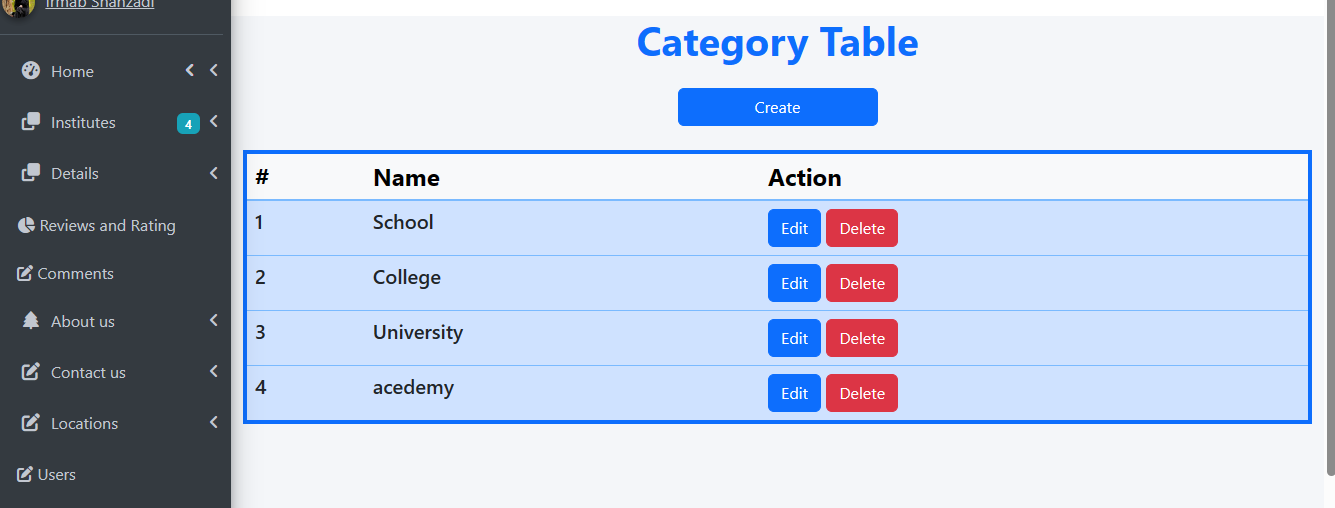 Irmab Shahzadi
Home
Institutes 4
Details
Reviews and Rating
Comments
About us
Contact us
Locations
Users
Category Table
Create
# Name Action
1 School Edit Delete
2 College Edit Delete
3 University Edit Delete
4 acedemy Edit Delete